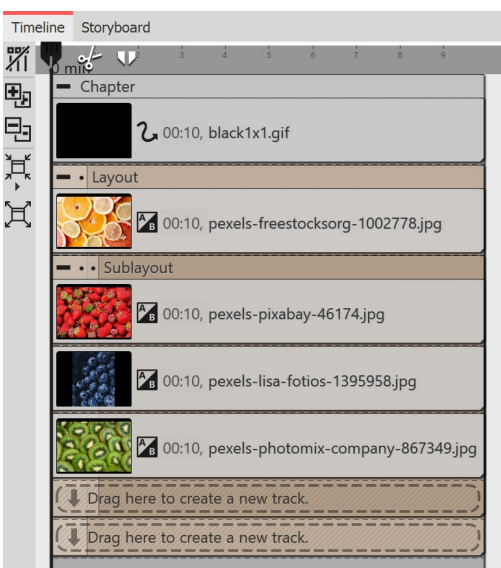 Timeline Storyboard
2 3 4 5 6 7 8 9
0 min
Chapter
00:10, black1x1.gif
Layout
A B 00:10, pexels-freestocksorg-1002778.jpg
Sublayout
A B 00:10, pexels-pixabay-46174.jpg
A B 00:10, pexels-lisa-fotios-1395958.jpg
A B 00:10, pexels-photomix-company-867349.jpg
Drag here to create a new track.
Drag here to create a new track.